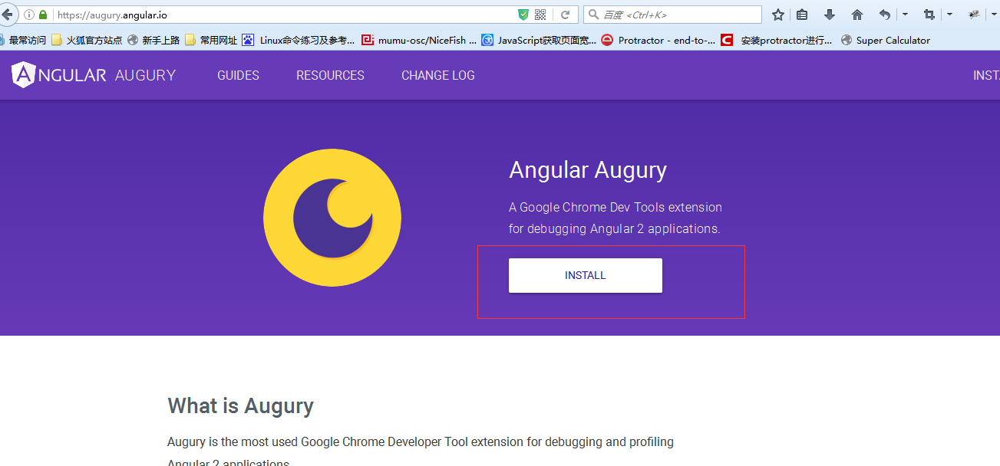 https://augury.angular.io
百度 <Ctrl+K>
最常访问 火狐官方站点 新手上路 常用网址 Linux命令练习及参考... mumu-osc/NiceFish ... JavaScript获取页面宽... Protractor - end-to-... 安装protractor进行... Super Calculator
ANGULAR AUGURY GUIDES RESOURCES CHANGE LOG INSTA
Angular Augury
A Google Chrome Dev Tools extension
for debugging Angular 2 applications.
INSTALL
What is Augury
Augury is the most used Google Chrome Developer Tool extension for debugging and profiling
Angular 2 applications